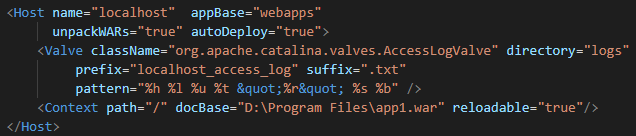 <Host name="localhost"  appBase="webapps"
      unpackWARs="true" autoDeploy="true">
    <Valve className="org.apache.catalina.valves.AccessLogValve" directory="logs"
         prefix="localhost_access_log" suffix=".txt"
         pattern="%h %l %u %t &quot;%r&quot; %s %b" />
    <Context path="/" docBase="D:\Program Files\app1.war" reloadable="true"/>
</Host>